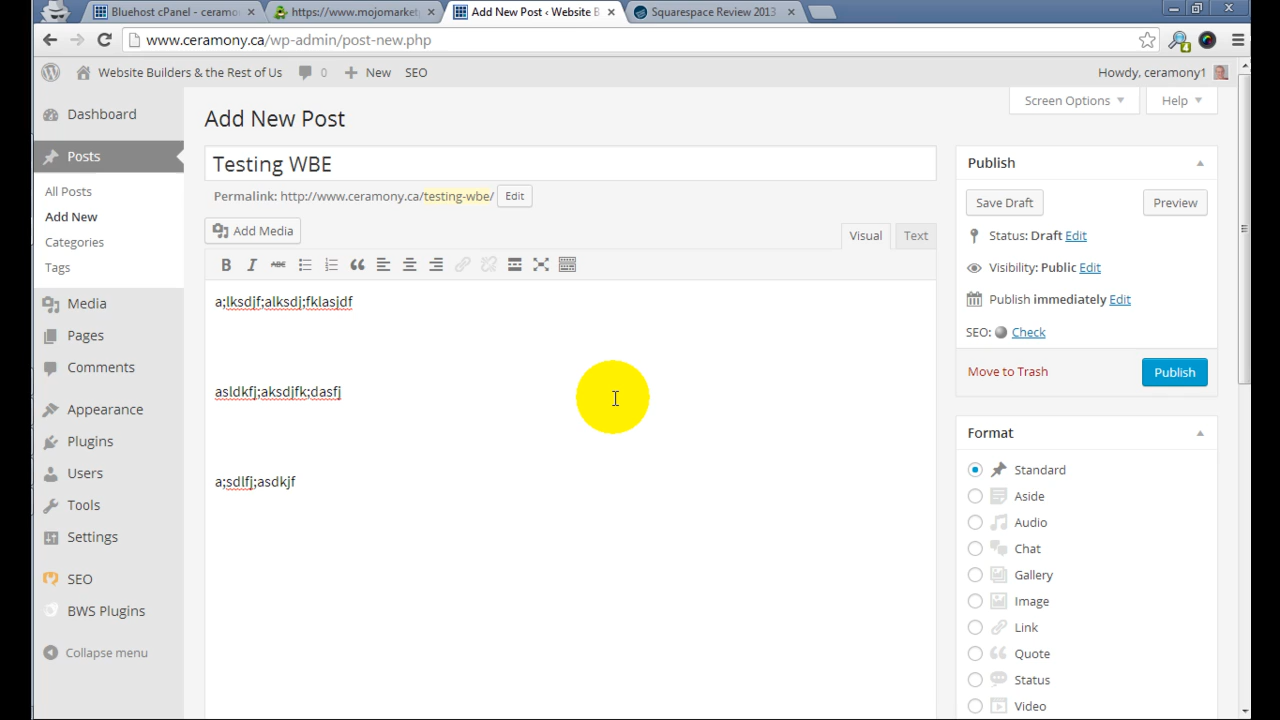 Bluehost cPanel - ceramo
https://www.mojomarket
Add New Post ‹ Website B
Squarespace Review 2013
www.ceramony.ca/wp-admin/post-new.php
4
Website Builders & the Rest of Us
0
New
SEO
Howdy, ceramony1
Dashboard
Posts
All Posts
Add New
Categories
Tags
Media
Pages
Comments
Appearance
Plugins
Users
Tools
Settings
SEO
BWS Plugins
Collapse menu
Screen Options
Help
Add New Post
Testing WBE
Permalink: http://www.ceramony.ca/testing-wbe/ Edit
Add Media
Visual
Text
B I ABC
a;lksdjf;alksdj;fklasjdf
asldkfj;aksdjfk;dasfj
a;sdlfj;asdkjf
Publish
Save Draft
Preview
Status: Draft Edit
Visibility: Public Edit
Publish immediately Edit
SEO: Check
Move to Trash
Publish
Format
Standard
Aside
Audio
Chat
Gallery
Image
Link
Quote
Status
Video